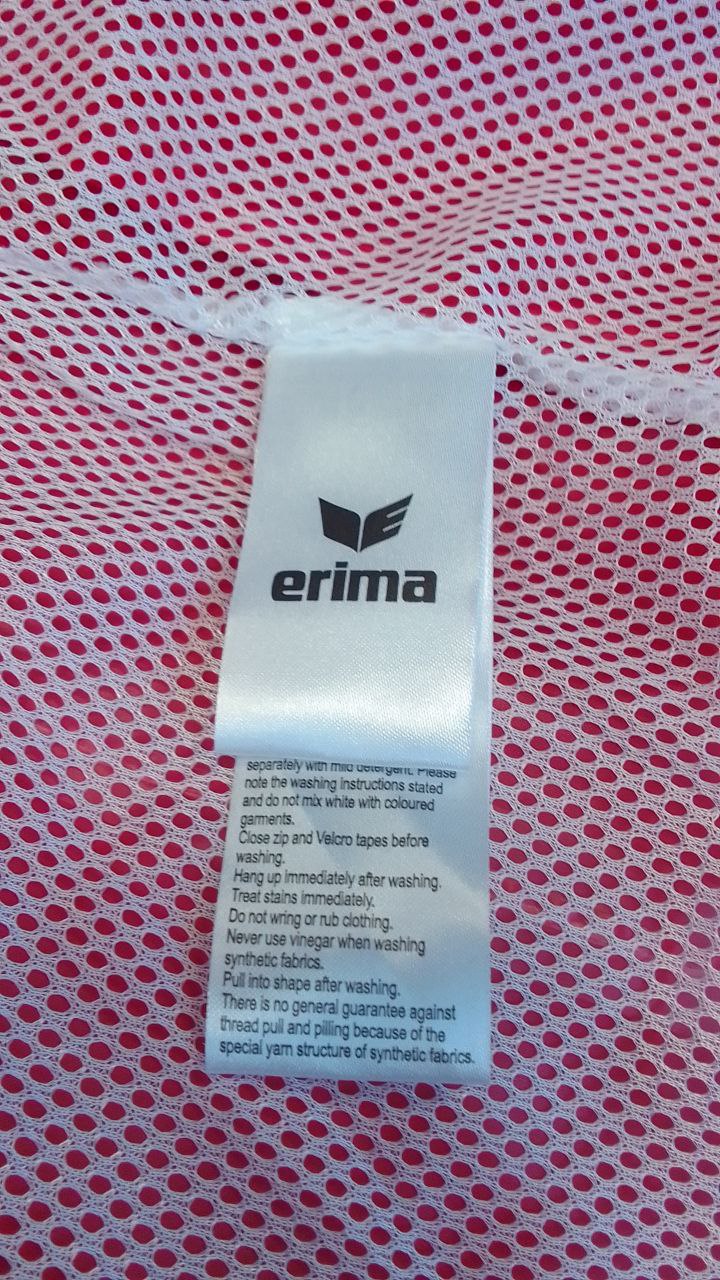 erima
separately with mild detergent. Please
note the washing instructions stated
and do not mix white with coloured
garments.
Close zip and Velcro tapes before
washing.
Hang up immediately after washing.
Treat stains immediately.
Do not wring or rub clothing.
Never use vinegar when washing
synthetic fabrics.
Pull into shape after washing.
There is no general guarantee against
thread pull and pilling because of the
special yarn structure of synthetic fabrics.